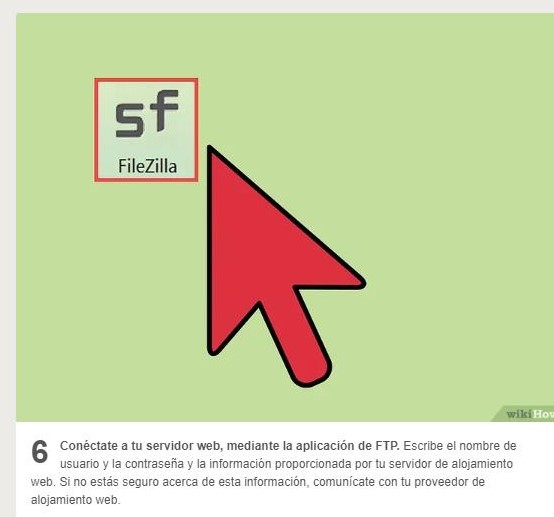 sf
FileZilla
wikiHow
6 Conéctate a tu servidor web, mediante la aplicación de FTP. Escribe el nombre de
usuario y la contraseña y la información proporcionada por tu servidor de alojamiento
web. Si no estás seguro acerca de esta información, comunícate con tu proveedor de
alojamiento web.